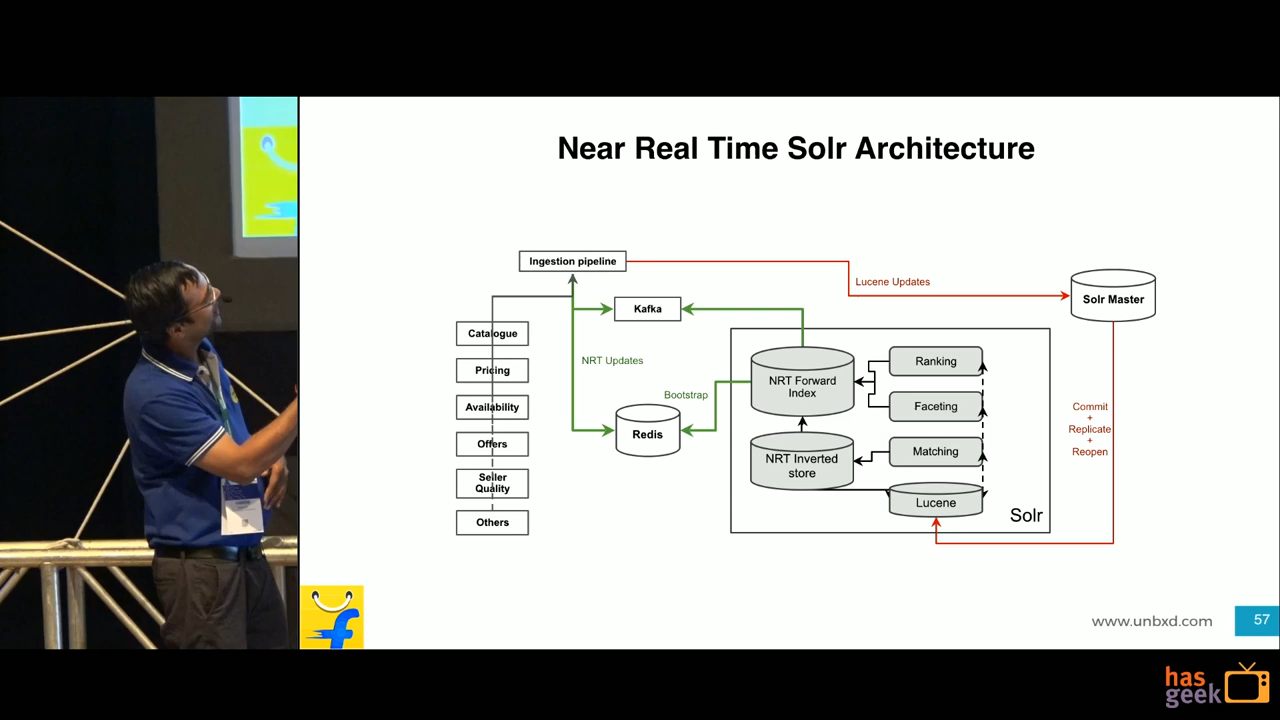 Near Real Time Solr Architecture
Ingestion pipeline
Lucene Updates
Solr Master
Kafka
Catalogue
Pricing
Availability
Offers
Seller
Quality
Others
NRT Updates
Bootstrap
Redis
NRT Forward
Index
NRT Inverted
store
Ranking
Faceting
Matching
Lucene
Solr
Commit
+
Replicate
+
Reopen
f
www.unbxd.com
57
has
geek